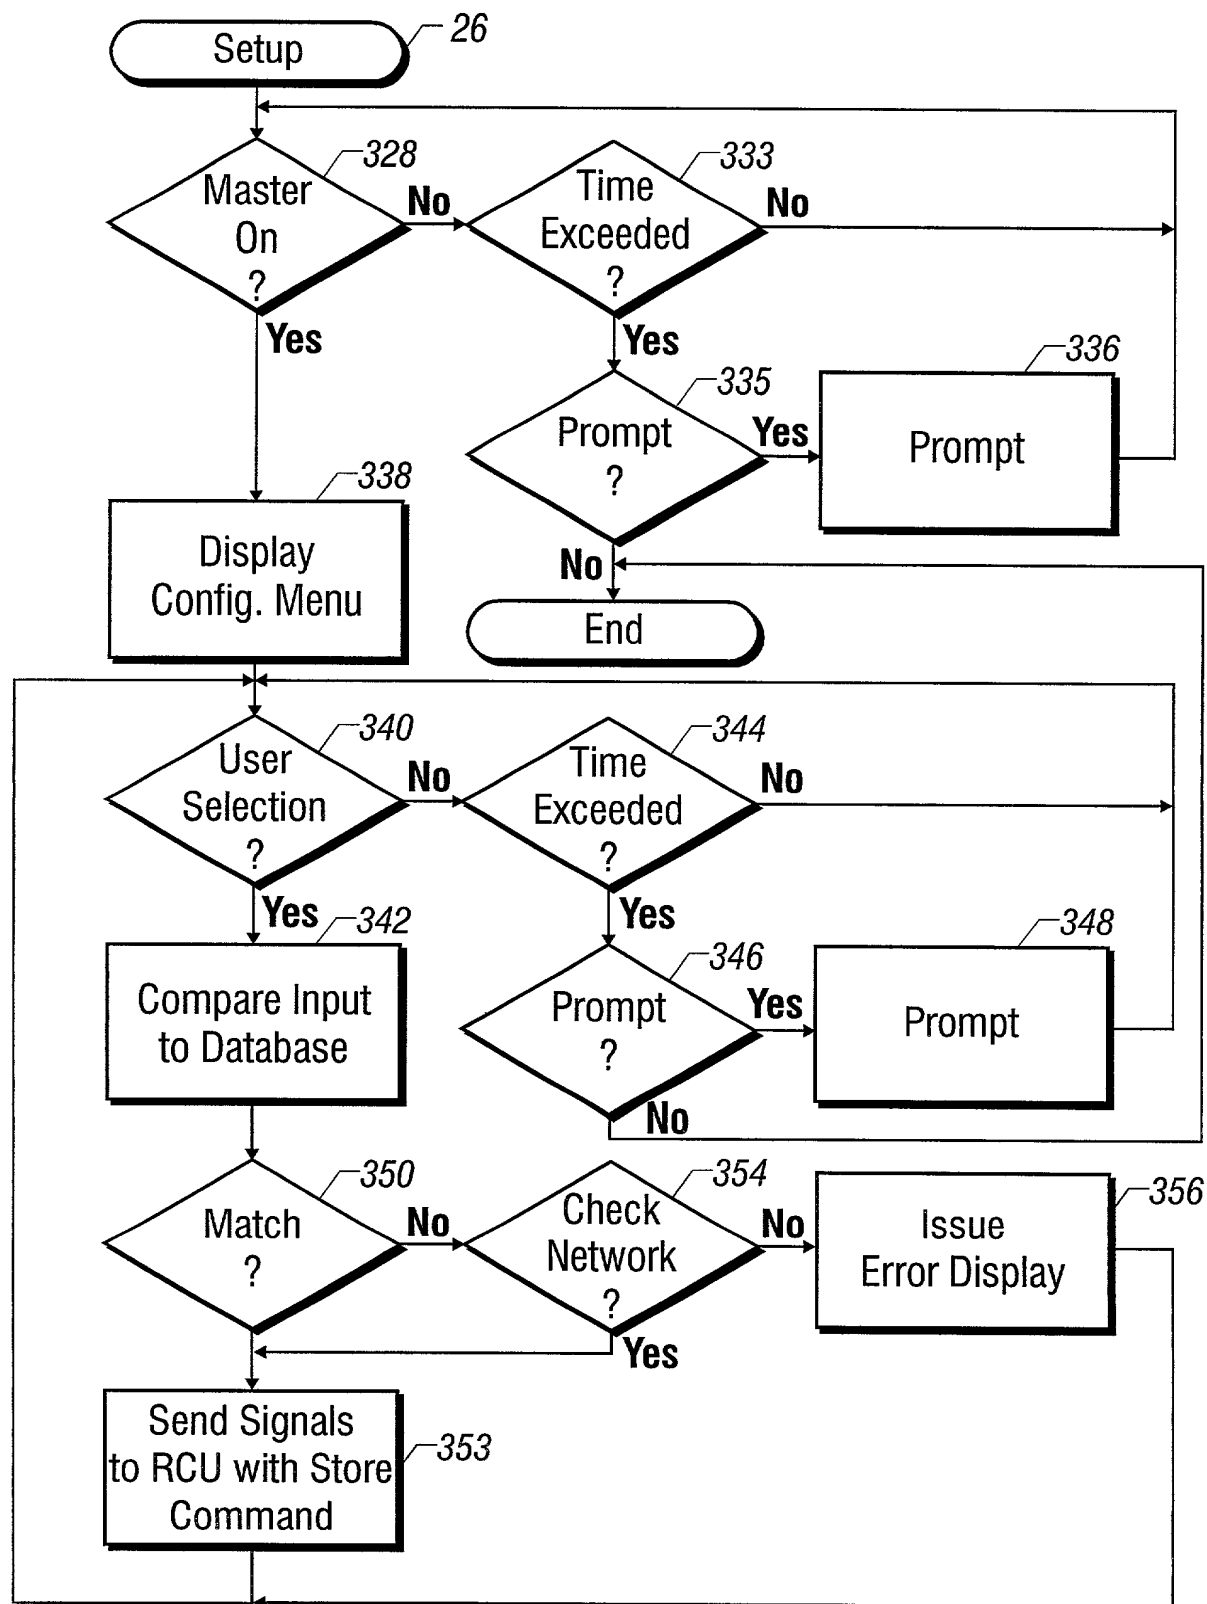 Setup
26
Master
On
?
328
No
Yes
Time
Exceeded
?
333
No
Yes
Prompt
?
335
Yes
No
Prompt
336
End
Display
Config. Menu
338
User
Selection
?
340
No
Yes
Time
Exceeded
?
344
No
Yes
Compare Input
to Database
342
Prompt
?
346
Yes
No
Prompt
348
Match
?
350
No
Check
Network
?
354
No
Yes
Issue
Error Display
356
Send Signals
to RCU with Store
Command
353